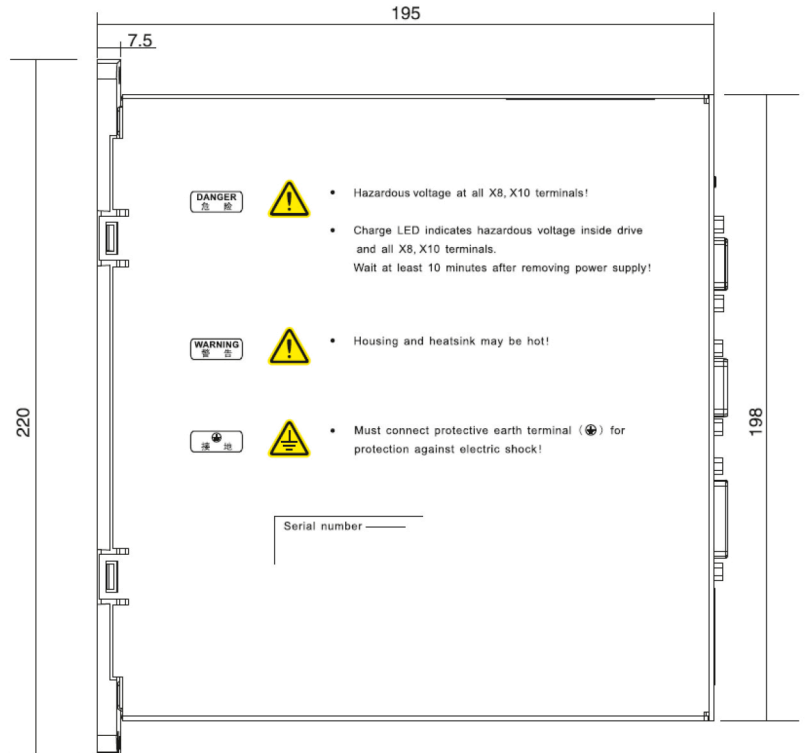 195
7.5
DANGER
危 险
• Hazardous voltage at all X8, X10 terminals!
• Charge LED indicates hazardous voltage inside drive
and all X8, X10 terminals.
Wait at least 10 minutes after removing power supply!
WARNING
警 告
• Housing and heatsink may be hot!
220
198
接 地
• Must connect protective earth terminal （⏚） for
protection against electric shock!
Serial number